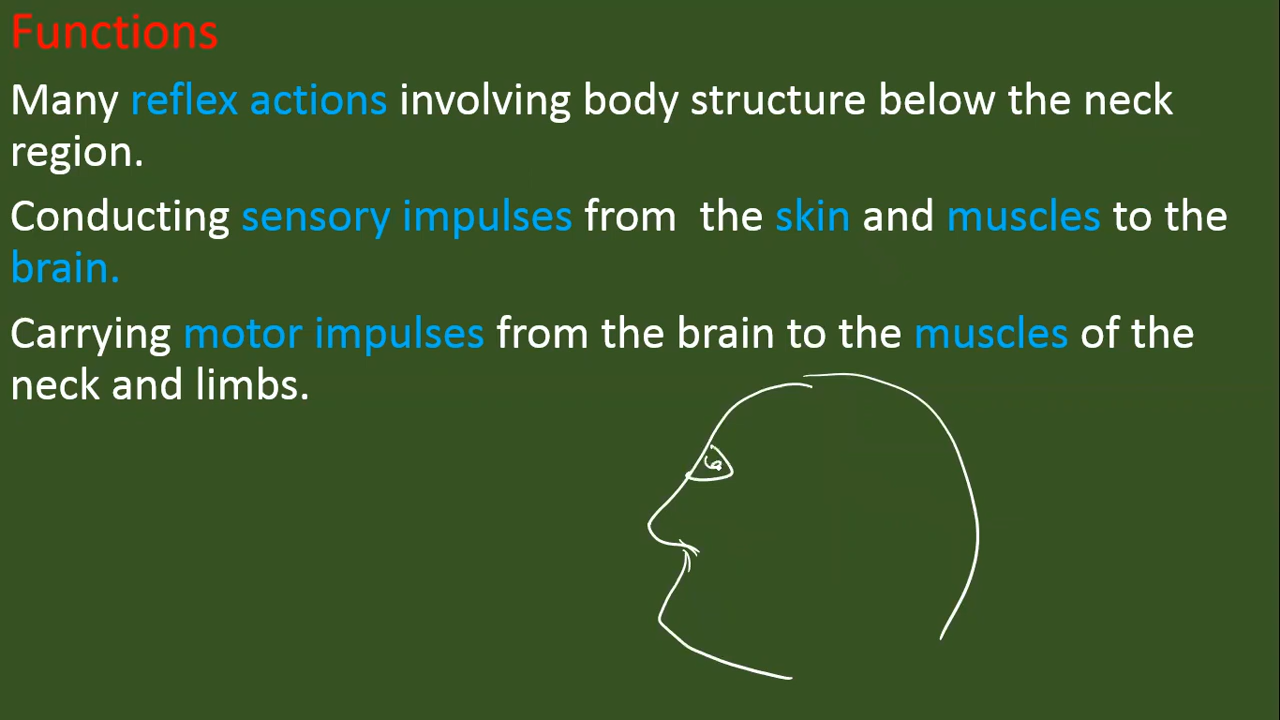 Functions
Many reflex actions involving body structure below the neck
region.
Conducting sensory impulses from the skin and muscles to the
brain.
Carrying motor impulses from the brain to the muscles of the
neck and limbs.